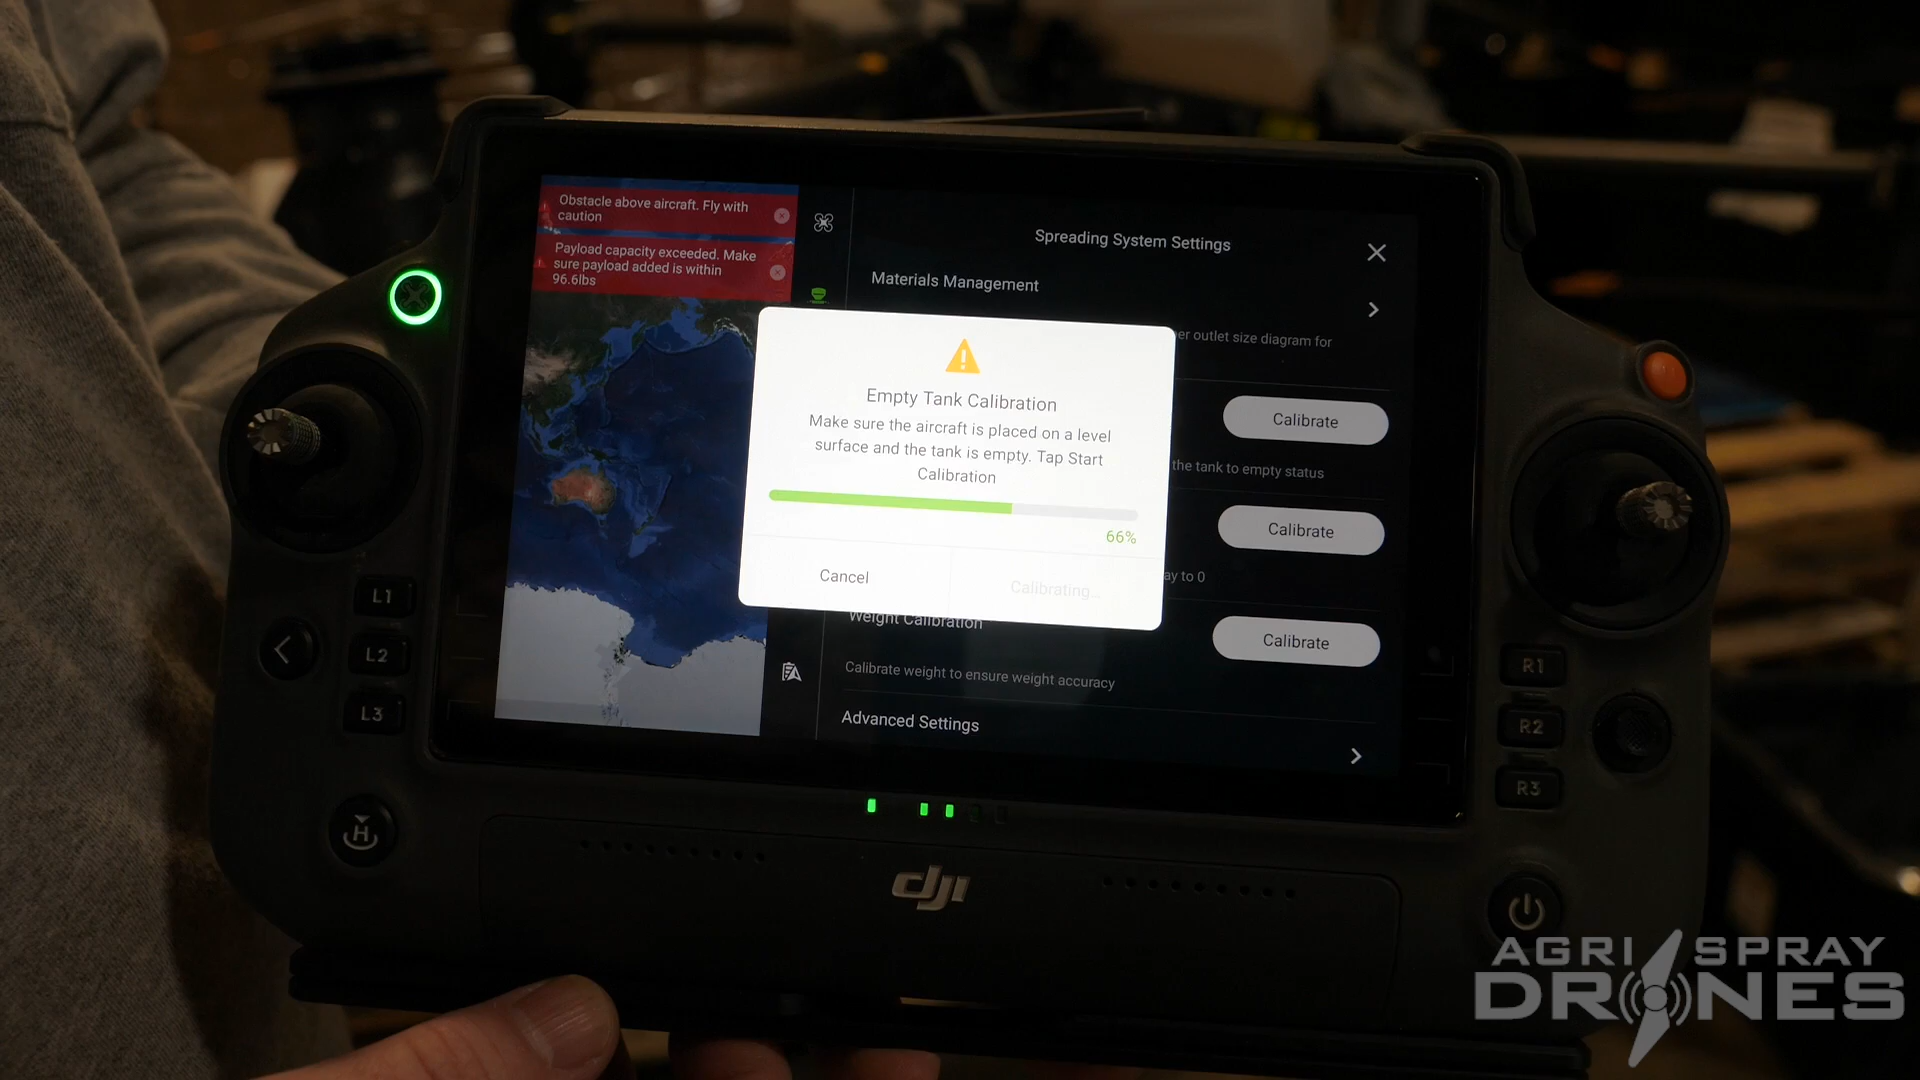 Obstacle above aircraft. Fly with
caution
Payload capacity exceeded. Make
sure payload added is within
96.6lbs
Spreading System Settings
Materials Management
er outlet size diagram for
Calibrate
the tank to empty status
Calibrate
ay to 0
Weight Calibration
Calibrate
Calibrate weight to ensure weight accuracy
Advanced Settings
Empty Tank Calibration
Make sure the aircraft is placed on a level
surface and the tank is empty. Tap Start
Calibration
66%
Cancel
Calibrating...
L1
L2
L3
R1
R2
R3
H
dji
AGRI SPRAY
DRONES